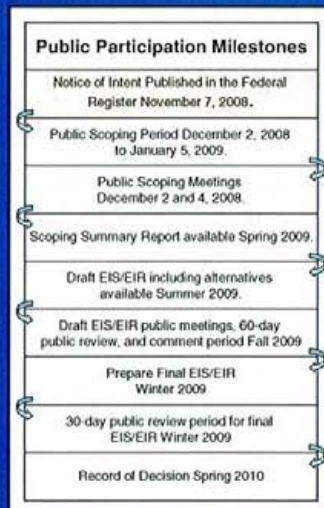 Public Participation Milestones
Notice of Intent Published in the Federal
Register November 7, 2008.
Public Scoping Period December 2, 2008
to January 5, 2009.
Public Scoping Meetings
December 2 and 4, 2008.
Scoping Summary Report available Spring 2009.
Draft EIS/EIR including alternatives
available Summer 2009.
Draft EIS/EIR public meetings, 60-day
public review, and comment period Fall 2009
Prepare Final EIS/EIR
Winter 2009
30-day public review period for final
EIS/EIR Winter 2009
Record of Decision Spring 2010